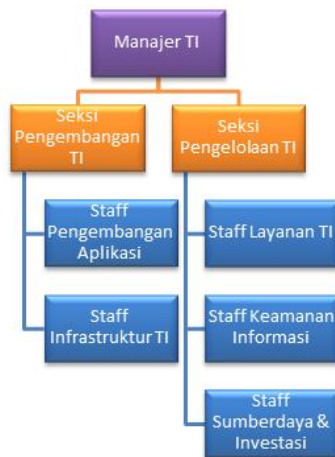 Manajer TI
Seksi
Pengembangan
TI
Seksi
Pengelolaan TI
Staff
Pengembangan
Aplikasi
Staff
Infrastruktur TI
Staff Layanan TI
Staff Keamanan
Informasi
Staff
Sumberdaya &
Investasi